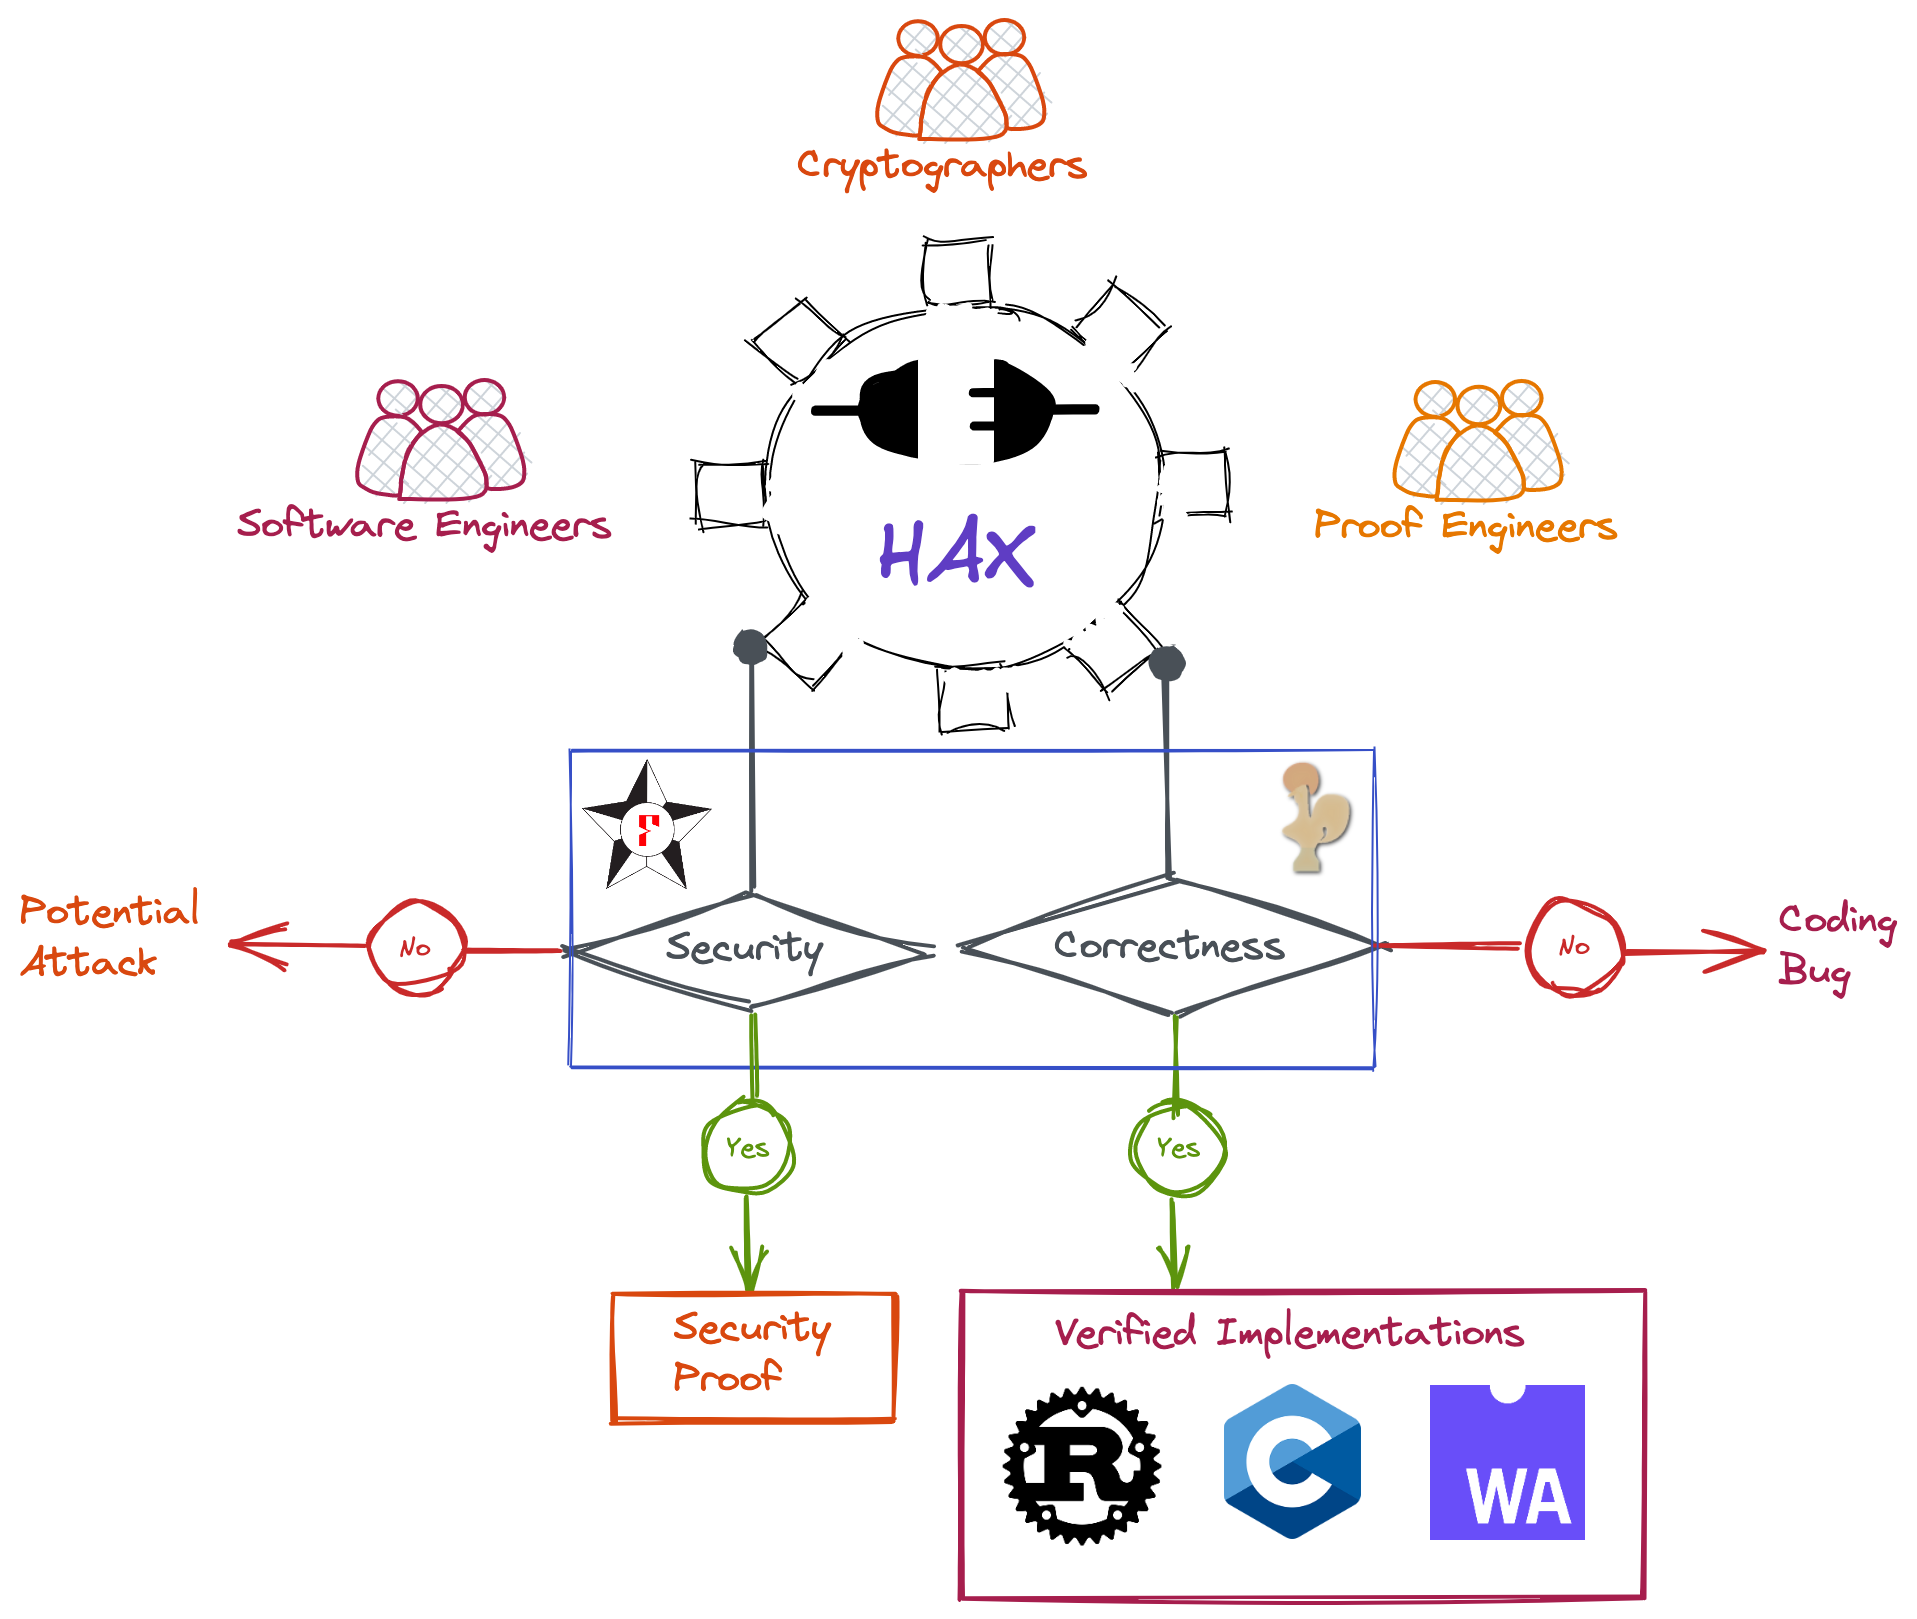 Cryptographers
Software Engineers
Proof Engineers
HAX
F
Security
Correctness
Potential
Attack
No
No
Coding
Bug
Yes
Yes
Security
Proof
Verified Implementations
R
C
WA